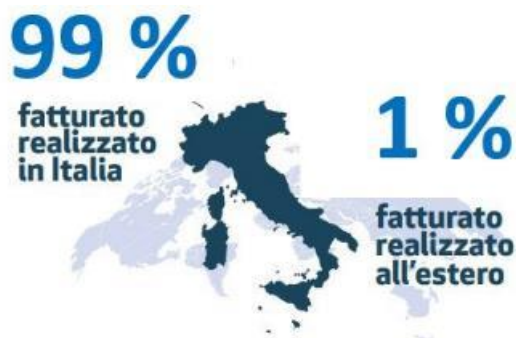 99 %
fatturato
realizzato
in Italia
1 %
fatturato
realizzato
all'estero